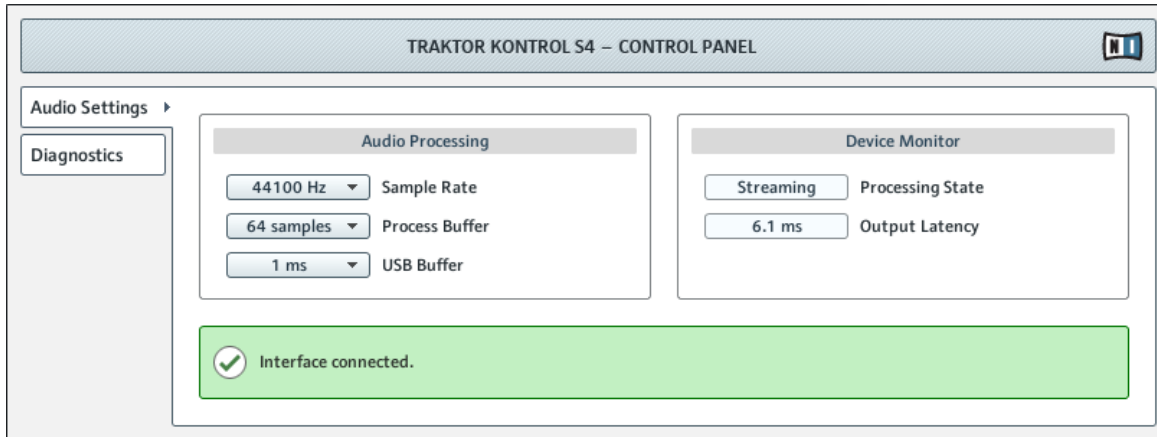 TRAKTOR KONTROL S4 – CONTROL PANEL
NI
Audio Settings
Diagnostics
Audio Processing
44100 Hz Sample Rate
64 samples Process Buffer
1 ms USB Buffer
Device Monitor
Streaming Processing State
6.1 ms Output Latency
Interface connected.